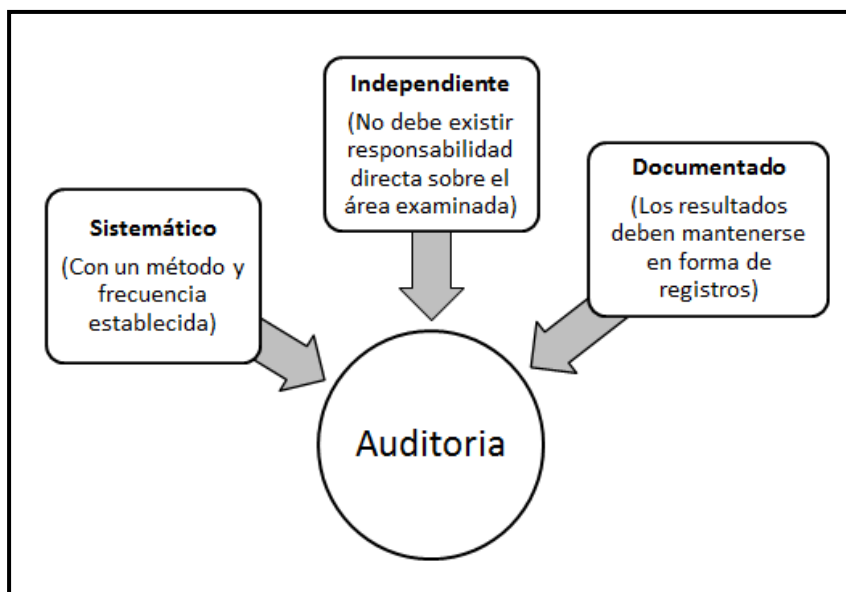 Independiente
(No debe existir
responsabilidad
directa sobre el
área examinada)
Documentado
(Los resultados
deben mantenerse
en forma de
registros)
Sistemático
(Con un método y
frecuencia
establecida)
Auditoria